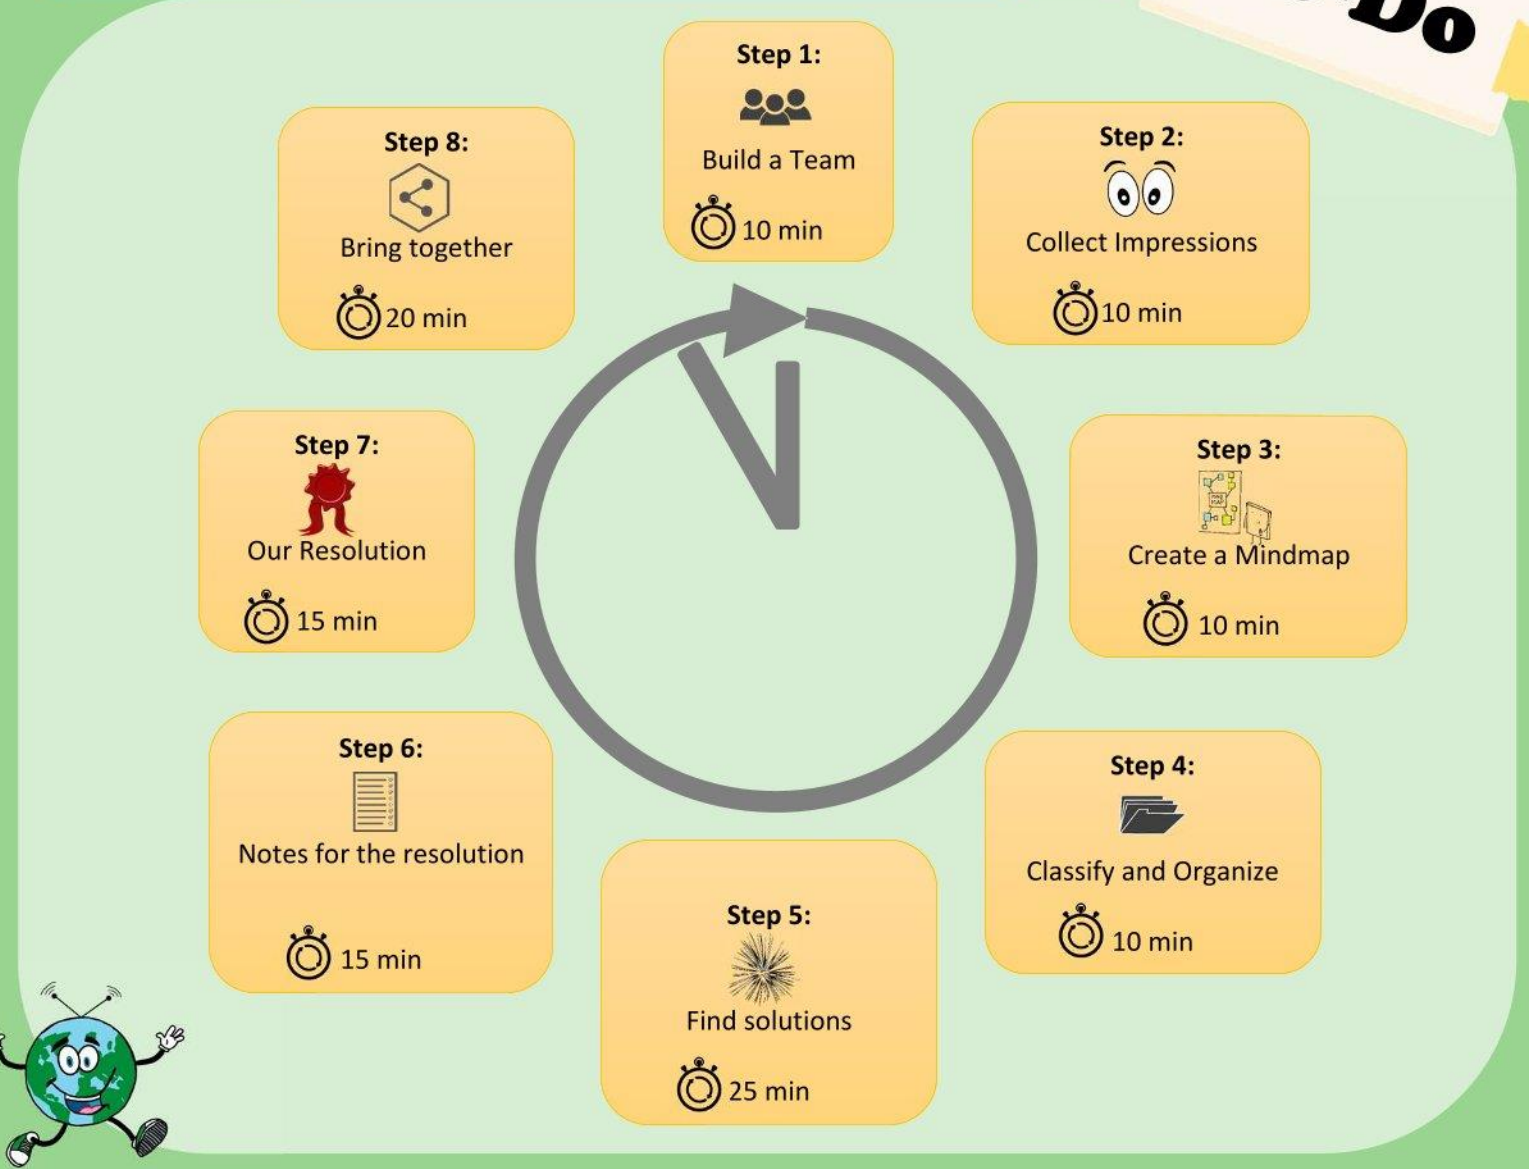 Do
Step 1:
Build a Team
10 min
Step 2:
Collect Impressions
10 min
Step 3:
Create a Mindmap
10 min
Step 4:
Classify and Organize
10 min
Step 5:
Find solutions
25 min
Step 6:
Notes for the resolution
15 min
Step 7:
Our Resolution
15 min
Step 8:
Bring together
20 min